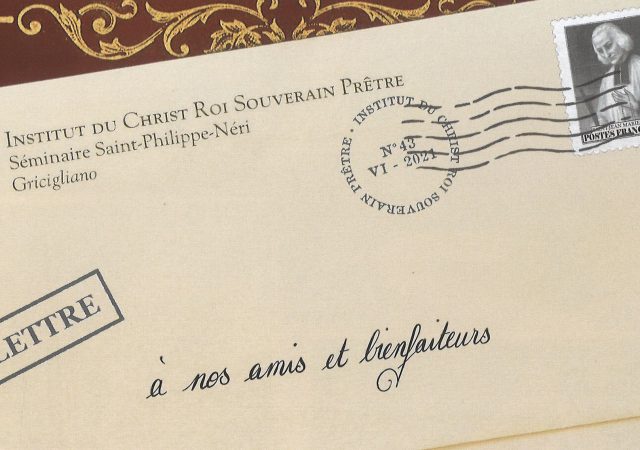 INSTITUT DU CHRIST ROI SOUVERAIN PRÊTRE
Séminaire Saint-Philippe-Néri
Gricigliano
· INSTITUT DU CHRIST ROI SOUVERAIN PRÊTRE
N° 43
VI - 2021
POSTES FRANÇ
LETTRE
à nos amis et bienfaiteurs